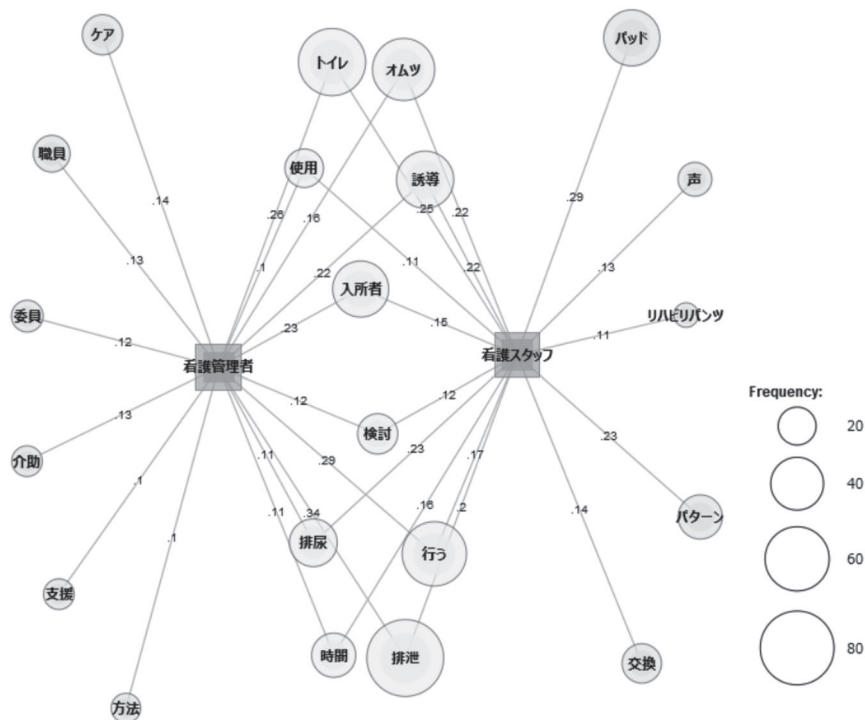 ケア
トイレ
オムツ
パッド
職員
使用
誘導
声
.14
.26
.16
.25
.22
.29
.13
.1
.22
.11
.22
.13
入所者
委員
.23
.15
リハビリパンツ
.12
.11
看護管理者
看護スタッフ
Frequency:
.13
.12
.12
20
介助
検討
.23
.11
.29
.23
.17
40
.1
.11
.34
.16
.2
.14
パターン
.1
排尿
行う
60
支援
時間
排泄
交換
80
方法